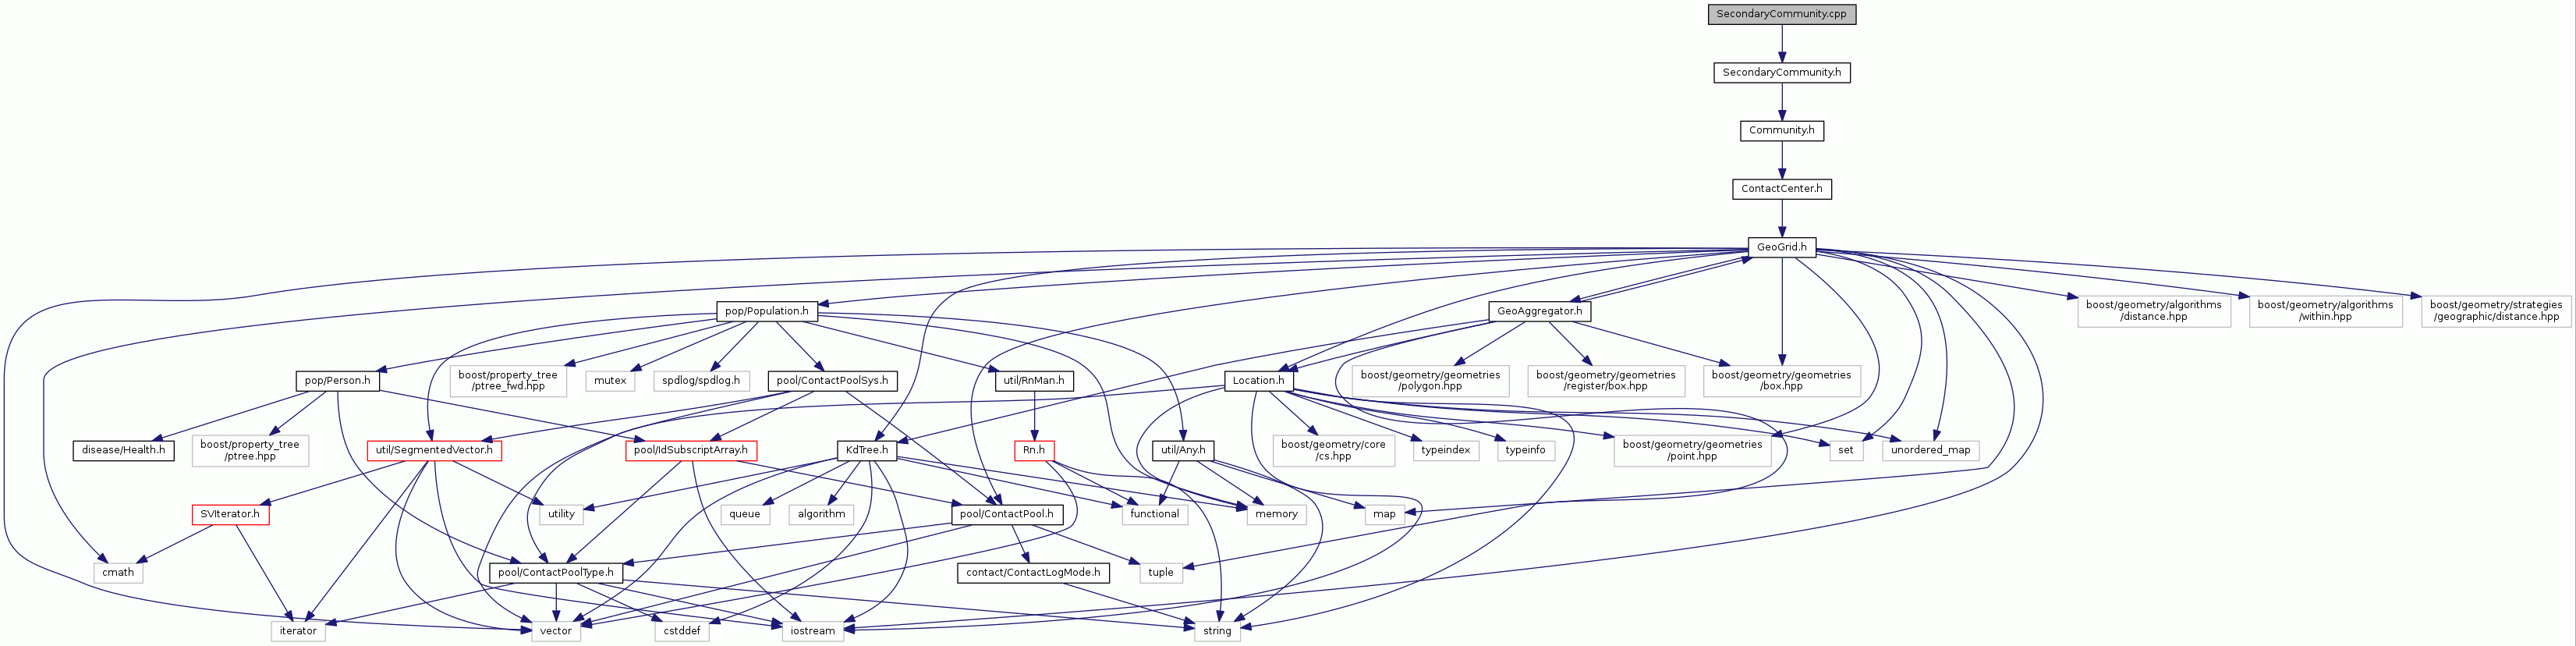 SecondaryCommunity.cpp
SecondaryCommunity.h
Community.h
ContactCenter.h
GeoGrid.h
pop/Population.h
GeoAggregator.h
boost/geometry/algorithms
/distance.hpp
boost/geometry/algorithms
/within.hpp
boost/geometry/strategies
/geographic/distance.hpp
pop/Person.h
boost/property_tree
/ptree_fwd.hpp
mutex
spdlog/spdlog.h
pool/ContactPoolSys.h
util/RnMan.h
Location.h
boost/geometry/geometries
/polygon.hpp
boost/geometry/geometries
/register/box.hpp
boost/geometry/geometries
/box.hpp
disease/Health.h
boost/property_tree
/ptree.hpp
util/SegmentedVector.h
pool/IdSubscriptArray.h
KdTree.h
Rn.h
util/Any.h
boost/geometry/core
/cs.hpp
typeindex
typeinfo
boost/geometry/geometries
/point.hpp
set
unordered_map
SVIterator.h
utility
queue
algorithm
pool/ContactPool.h
functional
memory
map
cmath
pool/ContactPoolType.h
contact/ContactLogMode.h
tuple
iterator
vector
cstddef
iostream
string